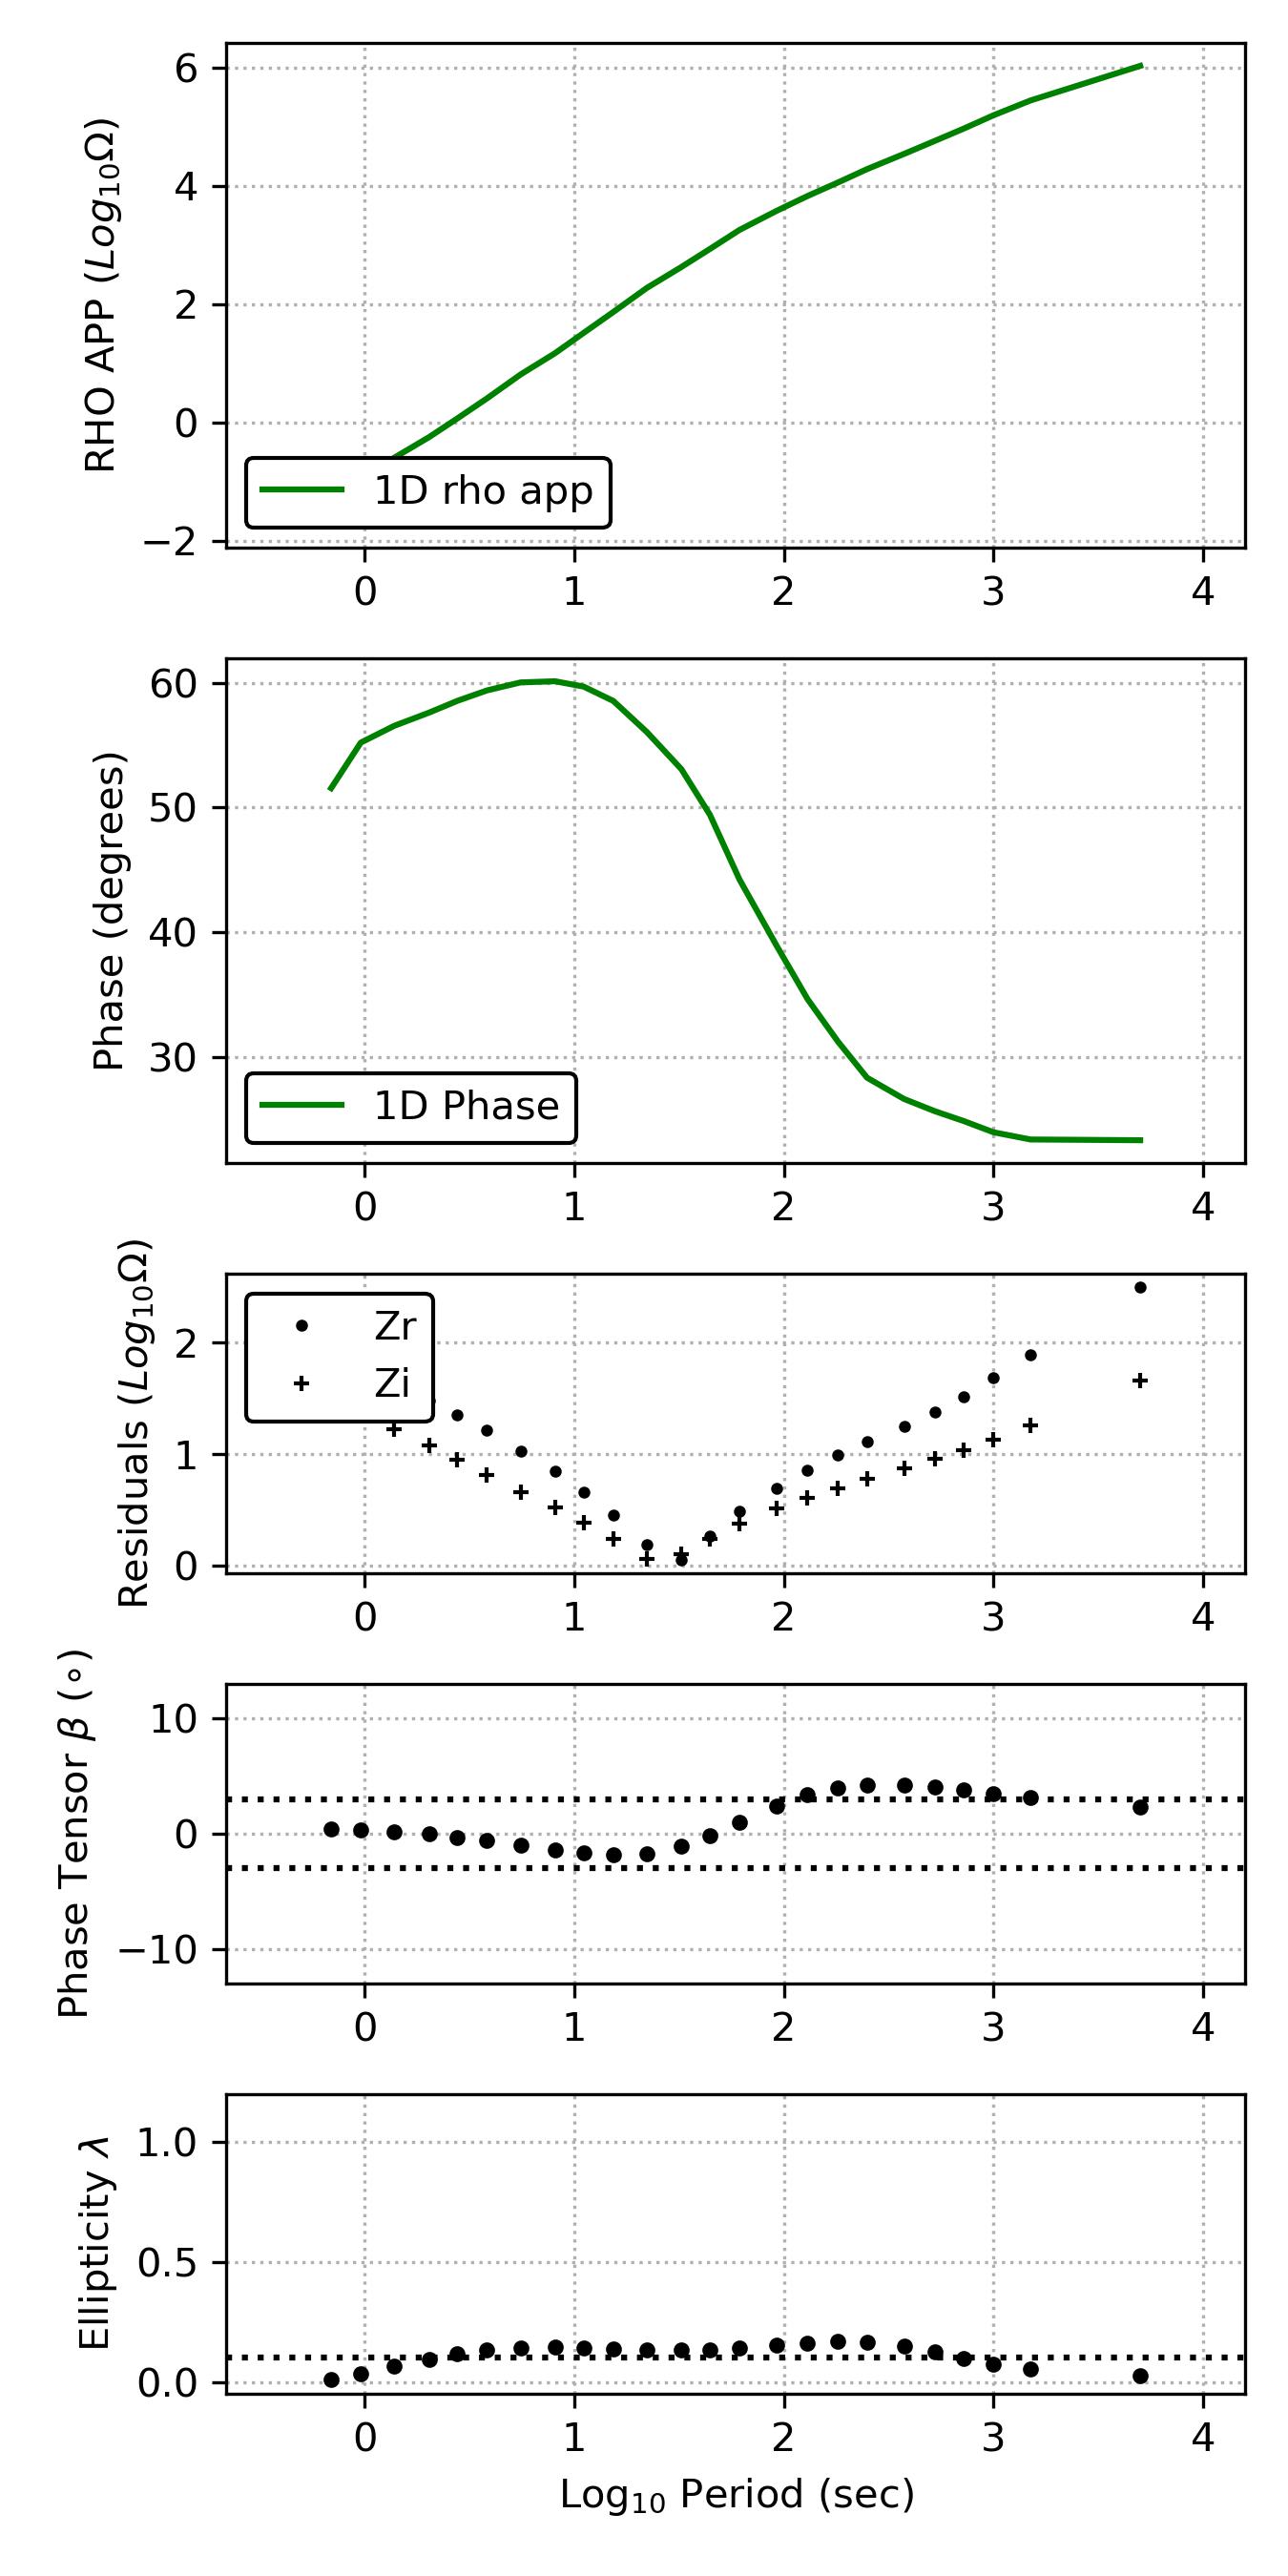 RHO APP (Log₁₀Ω)
6
4
2
0
−2
1D rho app
0 1 2 3 4
Phase (degrees)
60
50
40
30
1D Phase
0 1 2 3 4
Residuals (Log₁₀Ω)
2
1
0
Zr
Zi
0 1 2 3 4
Phase Tensor β (∘)
10
0
−10
0 1 2 3 4
Ellipticity λ
1.0
0.5
0.0
0 1 2 3 4
Log₁₀ Period (sec)